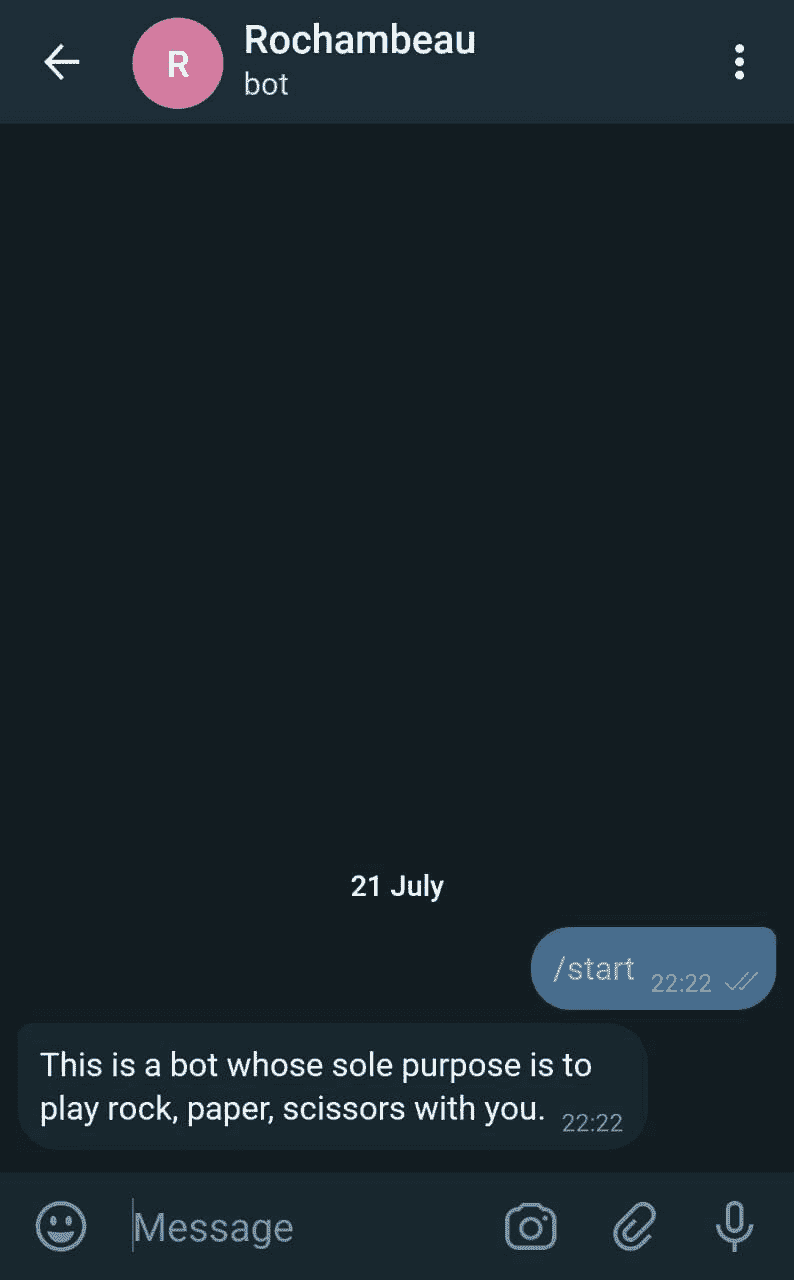 R
Rochambeau
bot
21 July
/start 22:22
This is a bot whose sole purpose is to
play rock, paper, scissors with you. 22:22
Message